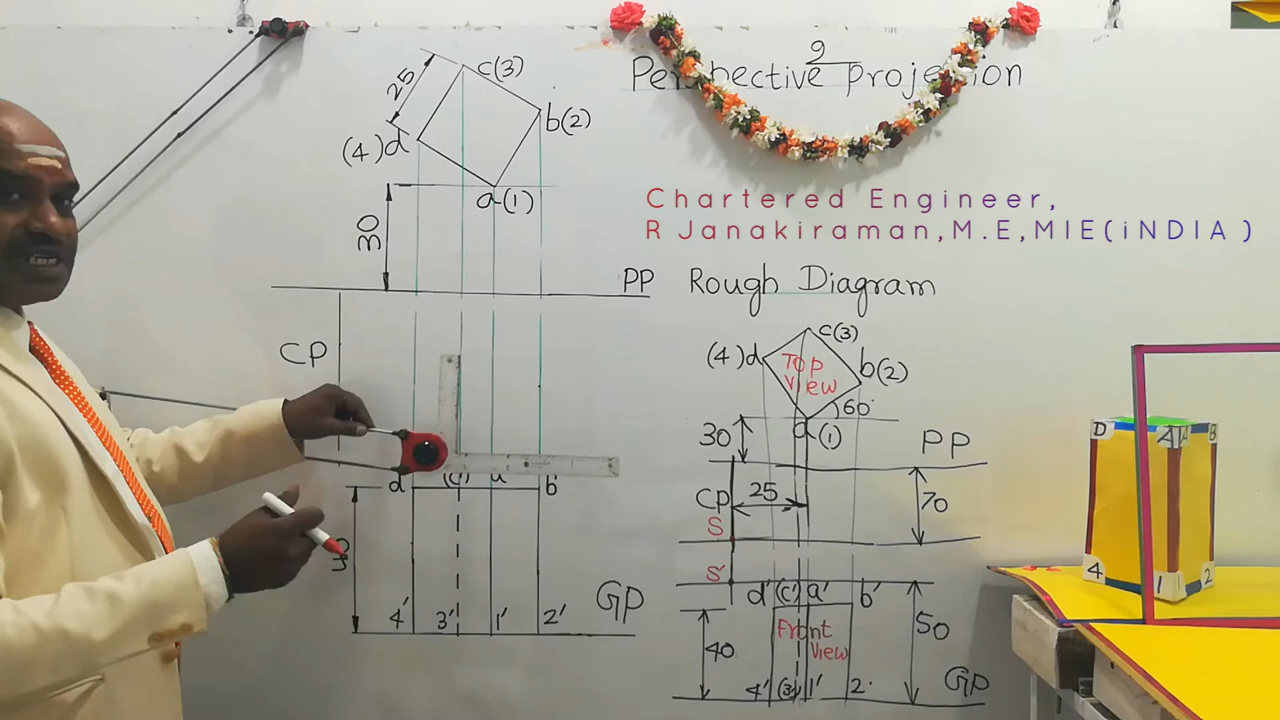 Perspective projection
9
Chartered Engineer,
R Janakiraman,M.E,MIE(iNDIA )
25
c(3)
b(2)
(4)d
a(1)
30
PP
CP
d'
(c')
a'
b'
4'
3'
1'
2'
GP
Rough Diagram
c(3)
(4)d
Top
View
b(2)
60°
30
a(1)
PP
CP
25
70
S
S'
d'
(c')
a'
b'
Front
View
40
50
4'
(3')
1'
2'
GP
D
A
A
B
4
1
1
2